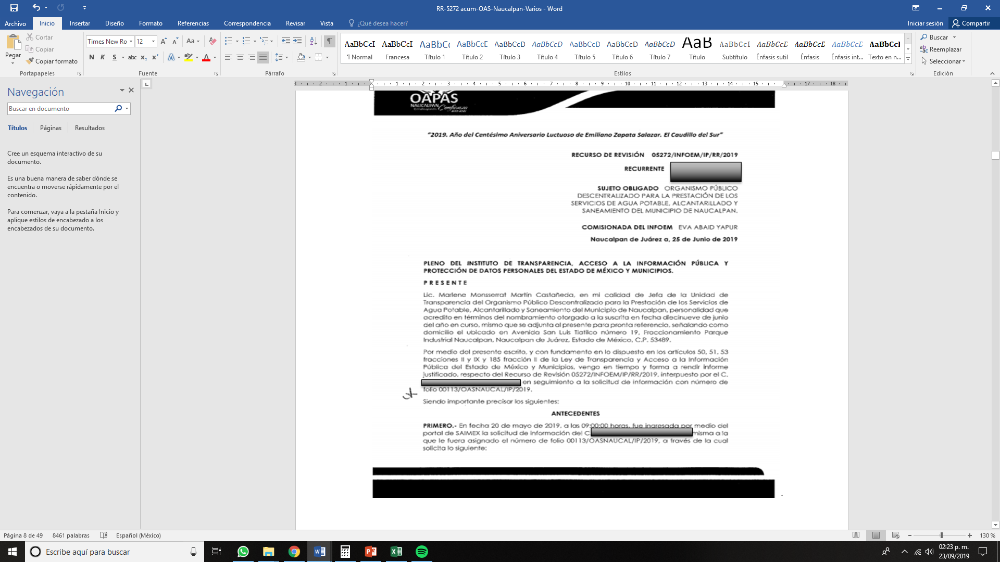 RR-5272 acum-OAS-Naucalpan-Varios - Word
Archivo Inicio Insertar Diseño Formato Referencias Correspondencia Revisar Vista ¿Qué desea hacer? Iniciar sesión Compartir
Pegar
Cortar
Copiar
Copiar formato
Portapapeles
Times New Ro 12
Fuente
Párrafo
AaBbCcI AaBbCcI AaBbCc AaBbCcD AaBbCcD AaBbCcD AaBbCcD AaBbCcD AaBbCcD AaB AaBbCcI AaBbCcD AaBbCcD AaBbCcD AaBbCcI
¶ Normal Francesa Título 1 Título 2 Título 3 Título 4 Título 5 Título 6 Título 7 Título Subtítulo Énfasis sutil Énfasis Énfasis int... Texto en n...
Estilos
Buscar
Reemplazar
Seleccionar
Edición
Navegación
Buscar en documento
Títulos Páginas Resultados
Cree un esquema interactivo de su
documento.
Es una buena manera de saber dónde se
encuentra o moverse rápidamente por el
contenido.
Para comenzar, vaya a la pestaña Inicio y
aplique estilos de encabezado a los
encabezados de su documento.
3 2 1 1 2 3 4 5 6 7 8 9 10 11 12 13 14 15 17 18
OAPAS
NAUCALPAN
"2019. Año del Centésimo Aniversario Luctuoso de Emiliano Zapata Salazar. El Caudillo del Sur"
RECURSO DE REVISIÓN 05272/INFOEM/IP/RR/2019
RECURRENTE
SUJETO OBLIGADO ORGANISMO PÚBLICO
DESCENTRALIZADO PARA LA PRESTACIÓN DE LOS
SERVICIOS DE AGUA POTABLE, ALCANTARILLADO Y
SANEAMIENTO DEL MUNICIPIO DE NAUCALPAN.
COMISIONADA DEL INFOEM EVA ABAID YAPUR
Naucalpan de Juárez a, 25 de Junio de 2019
PLENO DEL INSTITUTO DE TRANSPARENCIA, ACCESO A LA INFORMACIÓN PÚBLICA Y
PROTECCIÓN DE DATOS PERSONALES DEL ESTADO DE MÉXICO Y MUNICIPIOS.
P R E S E N T E
Lic. Marlene Monsserrat Martín Castañeda, en mi calidad de Jefa de la Unidad de
Transparencia del Organismo Público Descentralizado para la Prestación de los Servicios de
Agua Potable, Alcantarillado y Saneamiento del Municipio de Naucalpan, personalidad que
acredito en términos del nombramiento otorgado a la suscrita en fecha diecinueve de junio
del año en curso, mismo que se adjunta al presente para pronta referencia, señalando como
domicilio el ubicado en Avenida San Luis Tlatilco número 19, Fraccionamiento Parque
Industrial Naucalpan, Naucalpan de Juárez, Estado de México, C.P. 53489.
Por medio del presente escrito, y con fundamento en lo dispuesto en los artículos 50, 51, 53
fracciones II y IX y 185 fracción II de la Ley de Transparencia y Acceso a la Información
Pública del Estado de México y Municipios, vengo en tiempo y forma a rendir informe
justificado, respecto del Recurso de Revisión 05272/INFOEM/IP/RR/2019, interpuesto por el C.
en seguimiento a la solicitud de información con número de
folio 00113/OASNAUCAL/IP/2019.
Siendo importante precisar los siguientes:
ANTECEDENTES
PRIMERO.- En fecha 20 de mayo de 2019, a las 09:00:00 horas, fue ingresada por medio del
portal de SAIMEX la solicitud de información del C. misma a la
que le fuera asignado el número de folio 00113/OASNAUCAL/IP/2019, a través de la cual
solicita lo siguiente:
Página 8 de 49 8461 palabras Español (México) 130 %
Escribe aquí para buscar
02:23 p. m.
23/09/2019